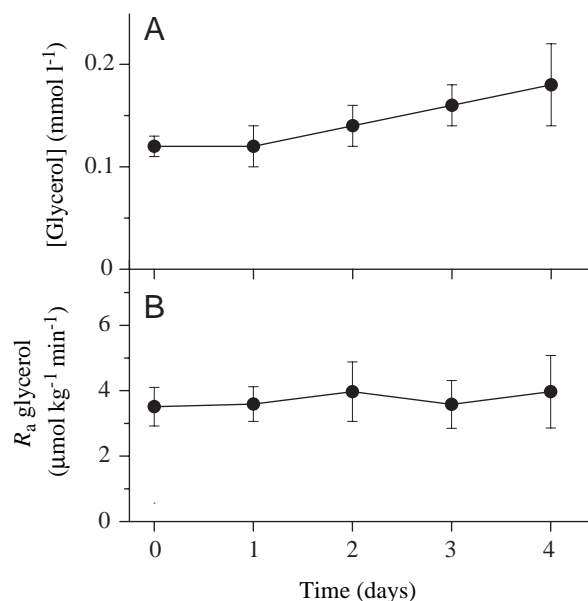 A
0.2
0.1
0
[Glycerol] (mmol l⁻¹)
B
6
4
2
0
Rₐ glycerol
(μmol kg⁻¹ min⁻¹)
0 1 2 3 4
Time (days)